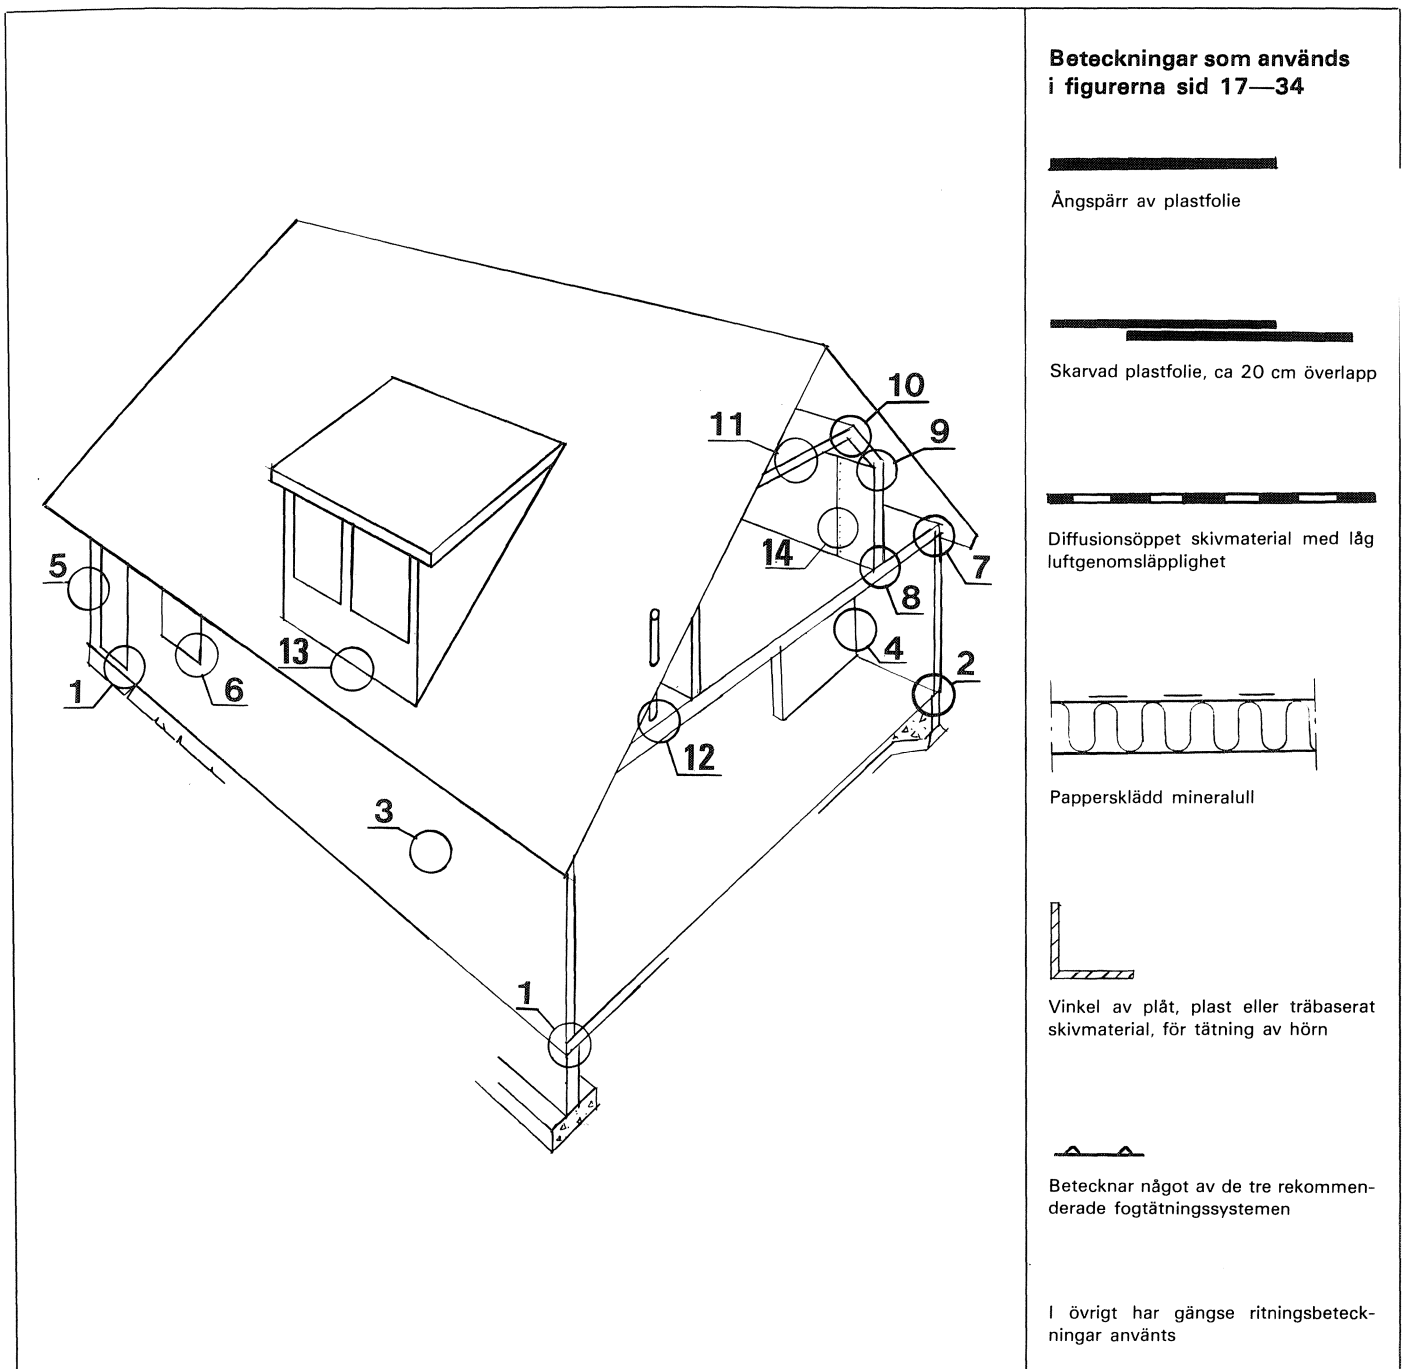 Beteckningar som används
i figurerna sid 17—34
Ångspärr av plastfolie
Skarvad plastfolie, ca 20 cm överlapp
Diffusionsöppet skivmaterial med låg
luftgenomsläpplighet
Pappersklädd mineralull
Vinkel av plåt, plast eller träbaserat
skivmaterial, för tätning av hörn
Betecknar något av de tre rekommen-
derade fogtätningssystemen
I övrigt har gängse ritningsbeteck-
ningar använts
10
11
9
14
7
5
8
13
4
1
6
2
12
3
1